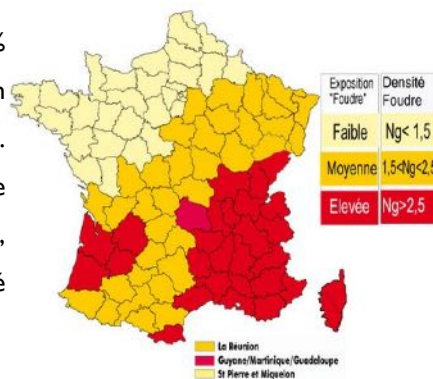 %
n
.
e
,
é
Exposition "Foudre" Densité Foudre
Faible Ng< 1,5
Moyenne 1,5<Ng<2,5
Elevée Ng>2,5
La Réunion
Guyane/Martinique/Guadeloupe
St Pierre et Miquelon